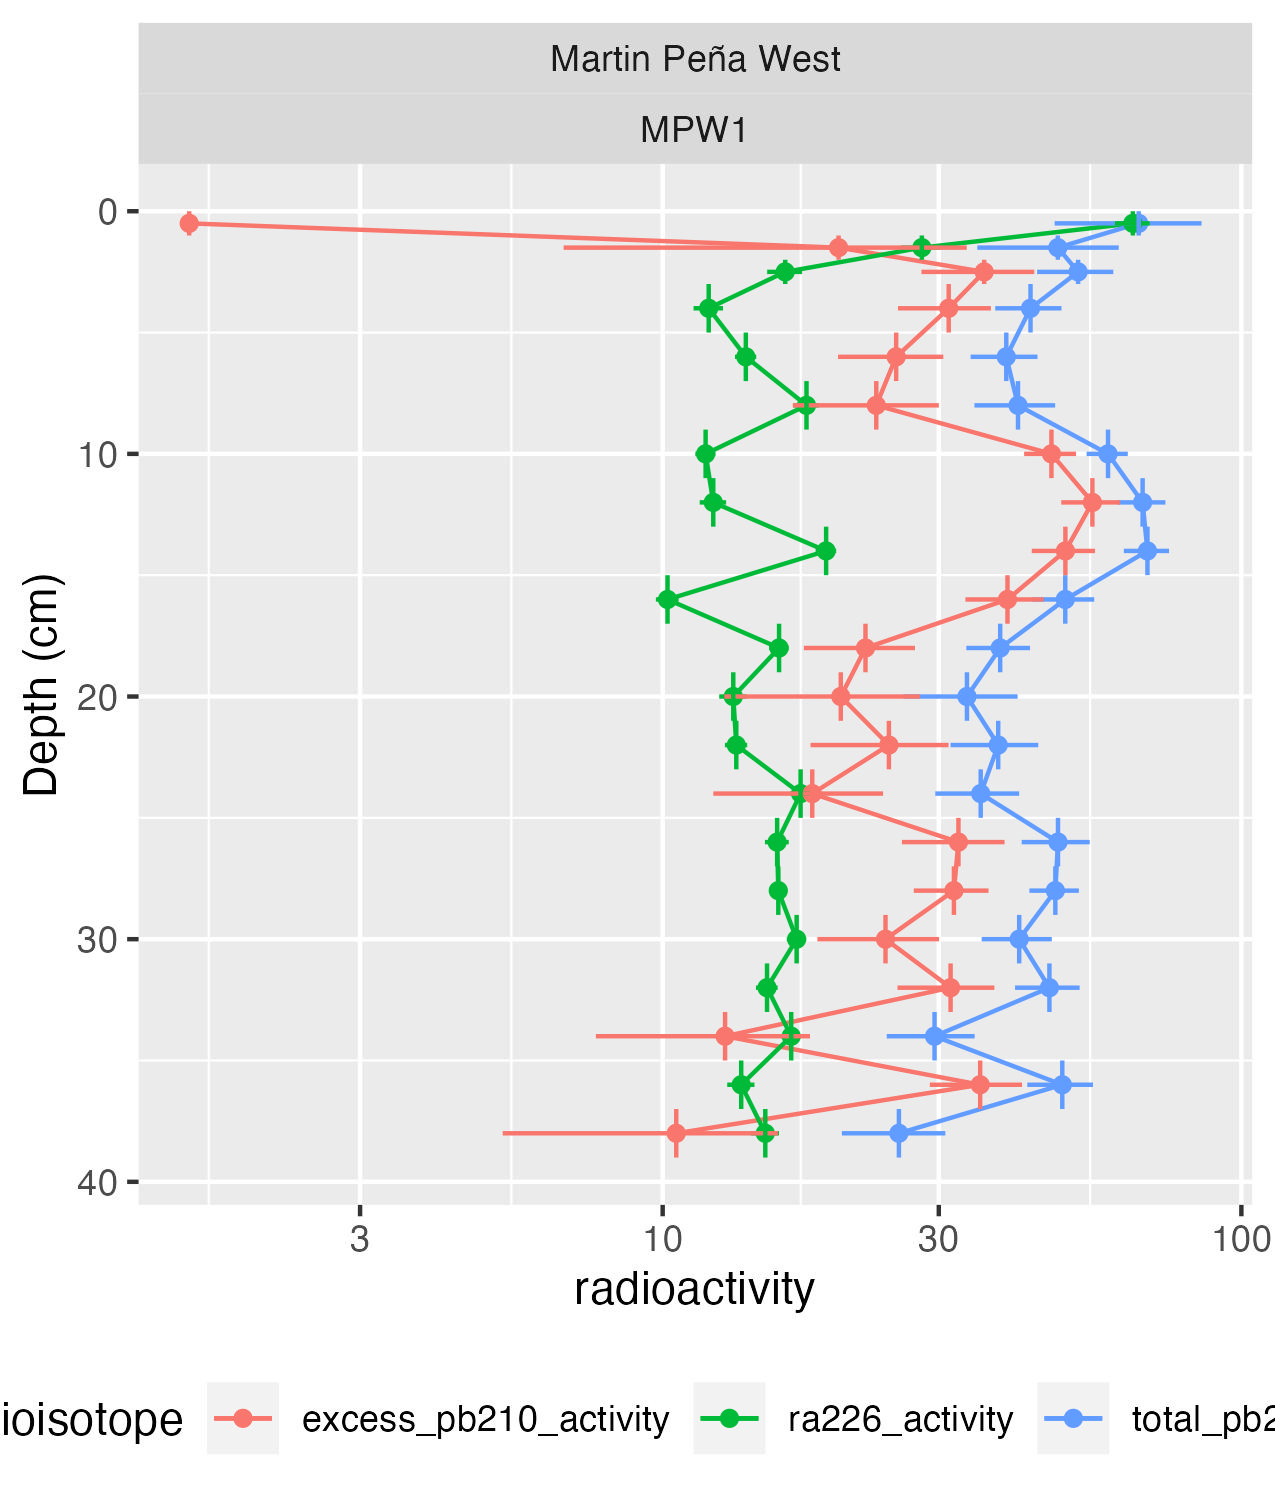 Martin Peña West
MPW1
0
10
20
30
40
Depth (cm)
3 10 30 100
radioactivity
ioisotope excess_pb210_activity ra226_activity total_pb2